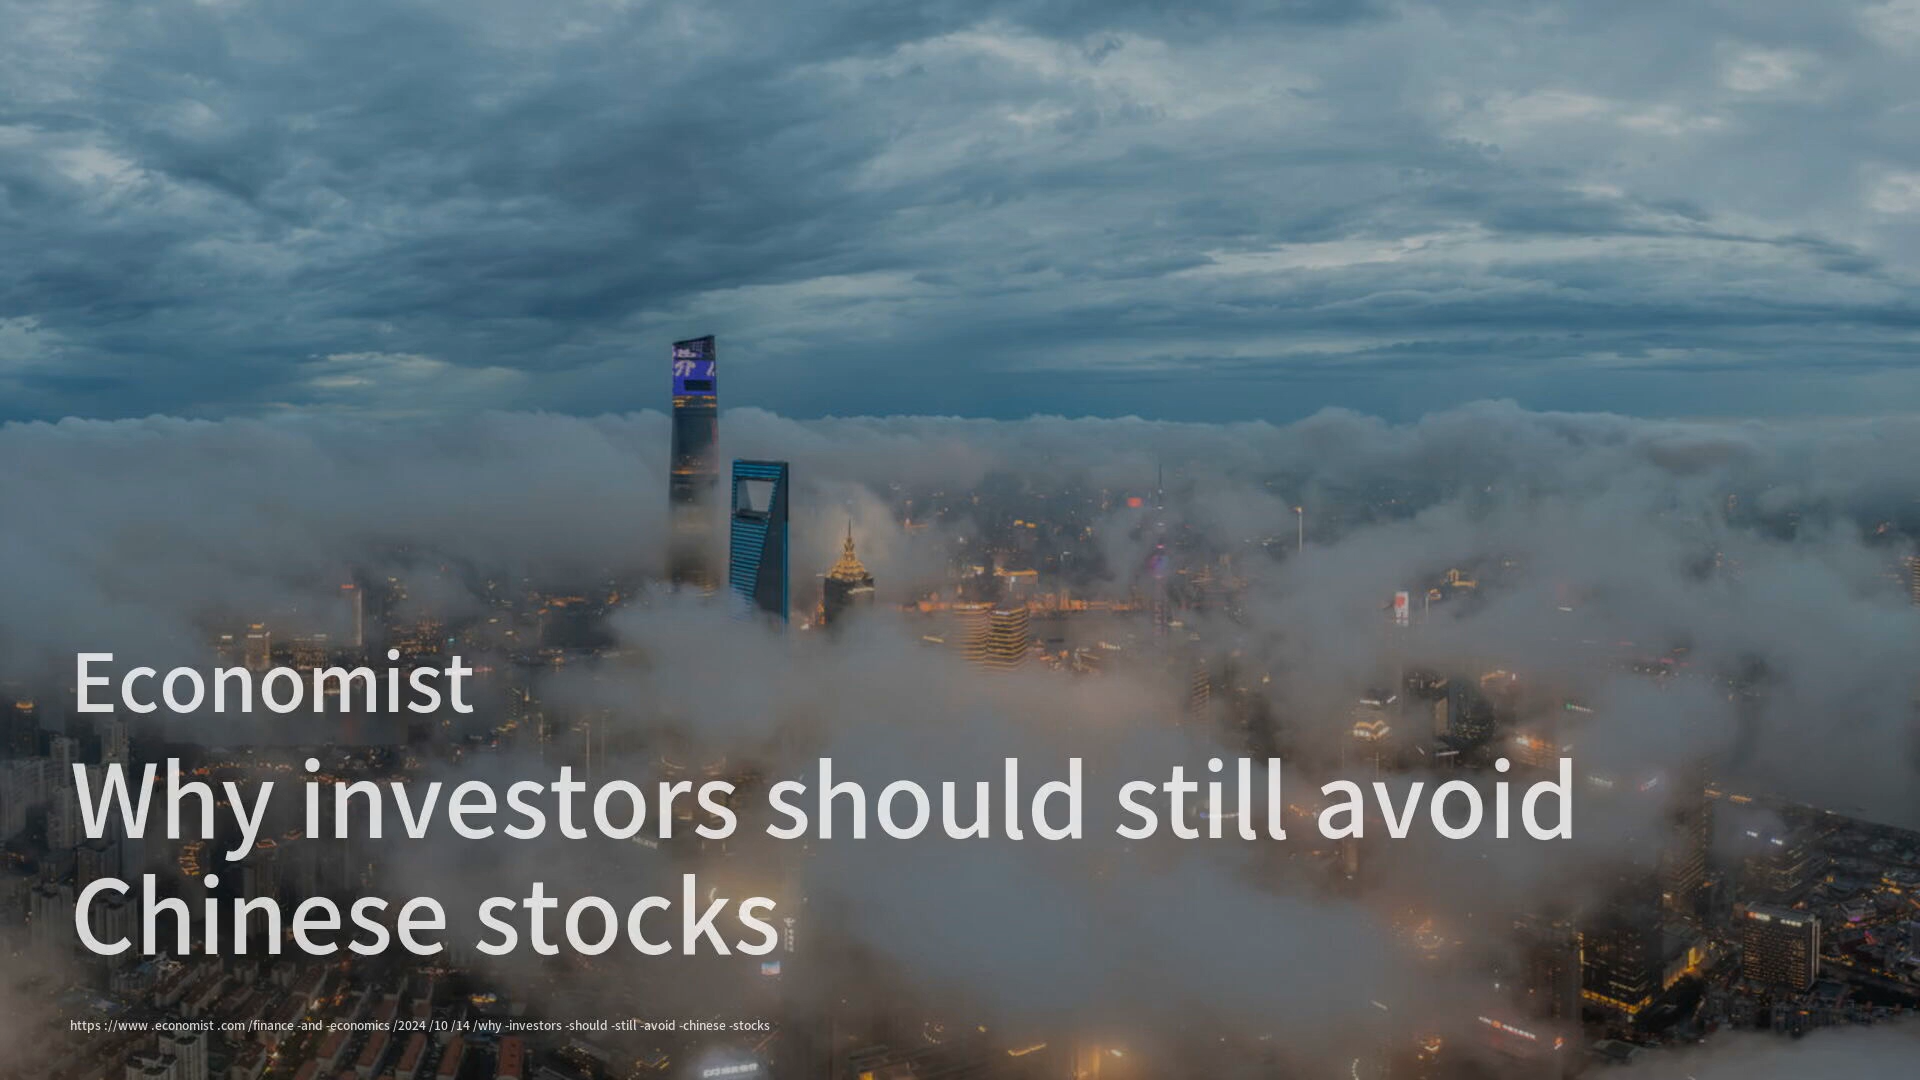 Economist
Why investors should still avoid
Chinese stocks
https ://www .economist .com /finance -and -economics /2024 /10 /14 /why -investors -should -still -avoid -chinese -stocks